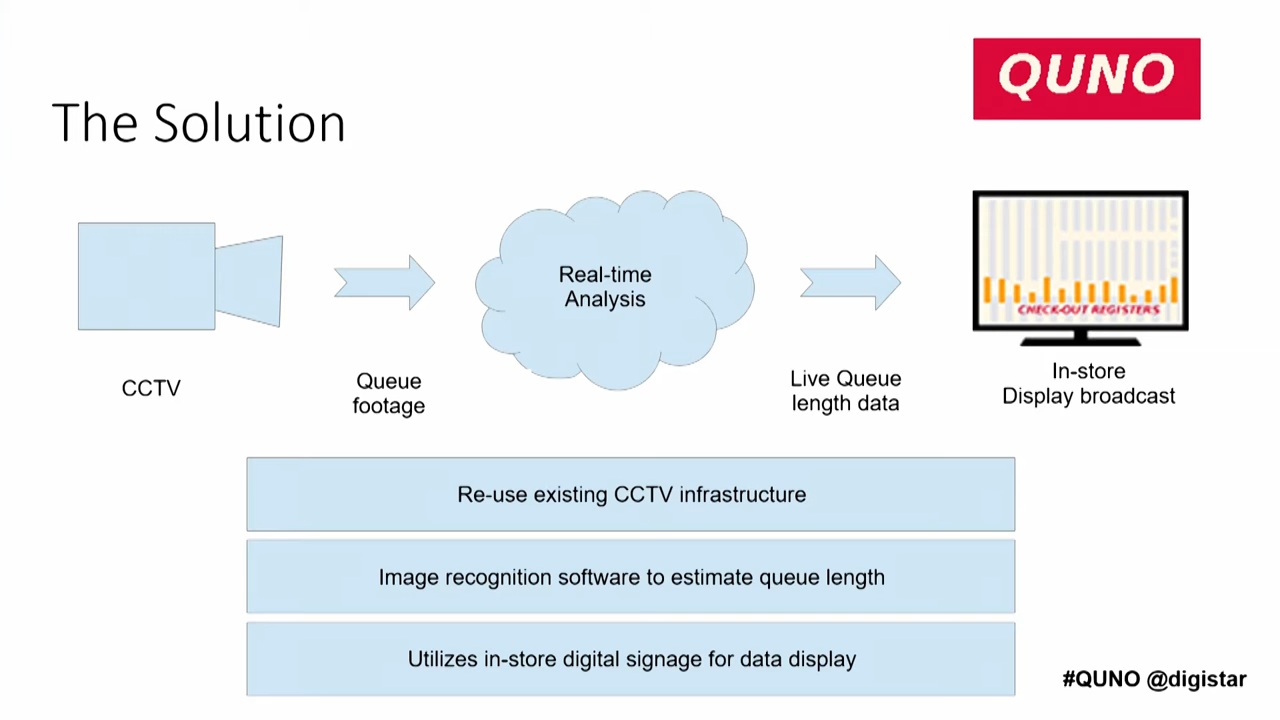 QUNO
The Solution
Real-time
Analysis
CHECK-OUT REGISTERS
CCTV
Queue
footage
Live Queue
length data
In-store
Display broadcast
Re-use existing CCTV infrastructure
Image recognition software to estimate queue length
Utilizes in-store digital signage for data display
#QUNO @digistar